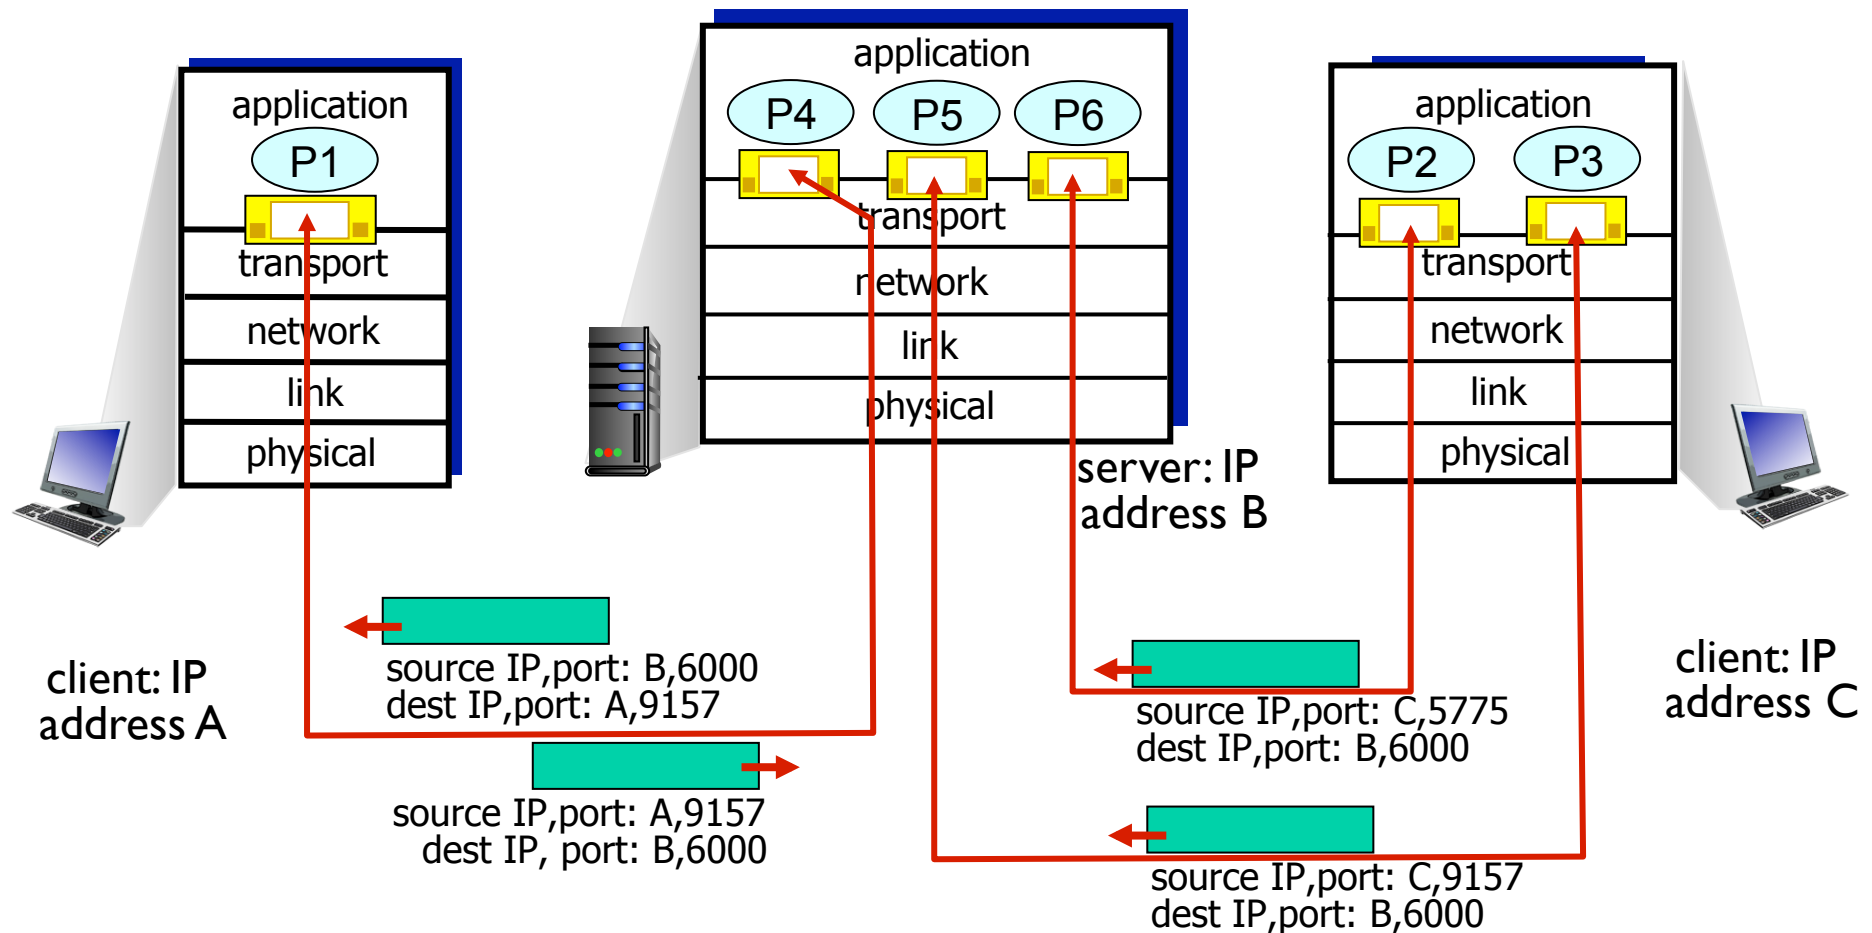 application
P1
transport
network
link
physical
client: IP
address A
application
P4
P5
P6
transport
network
link
physical
server: IP
address B
application
P2
P3
transport
network
link
physical
client: IP
address C
source IP,port: B,6000
dest IP,port: A,9157
source IP,port: A,9157
dest IP, port: B,6000
source IP,port: C,5775
dest IP,port: B,6000
source IP,port: C,9157
dest IP,port: B,6000